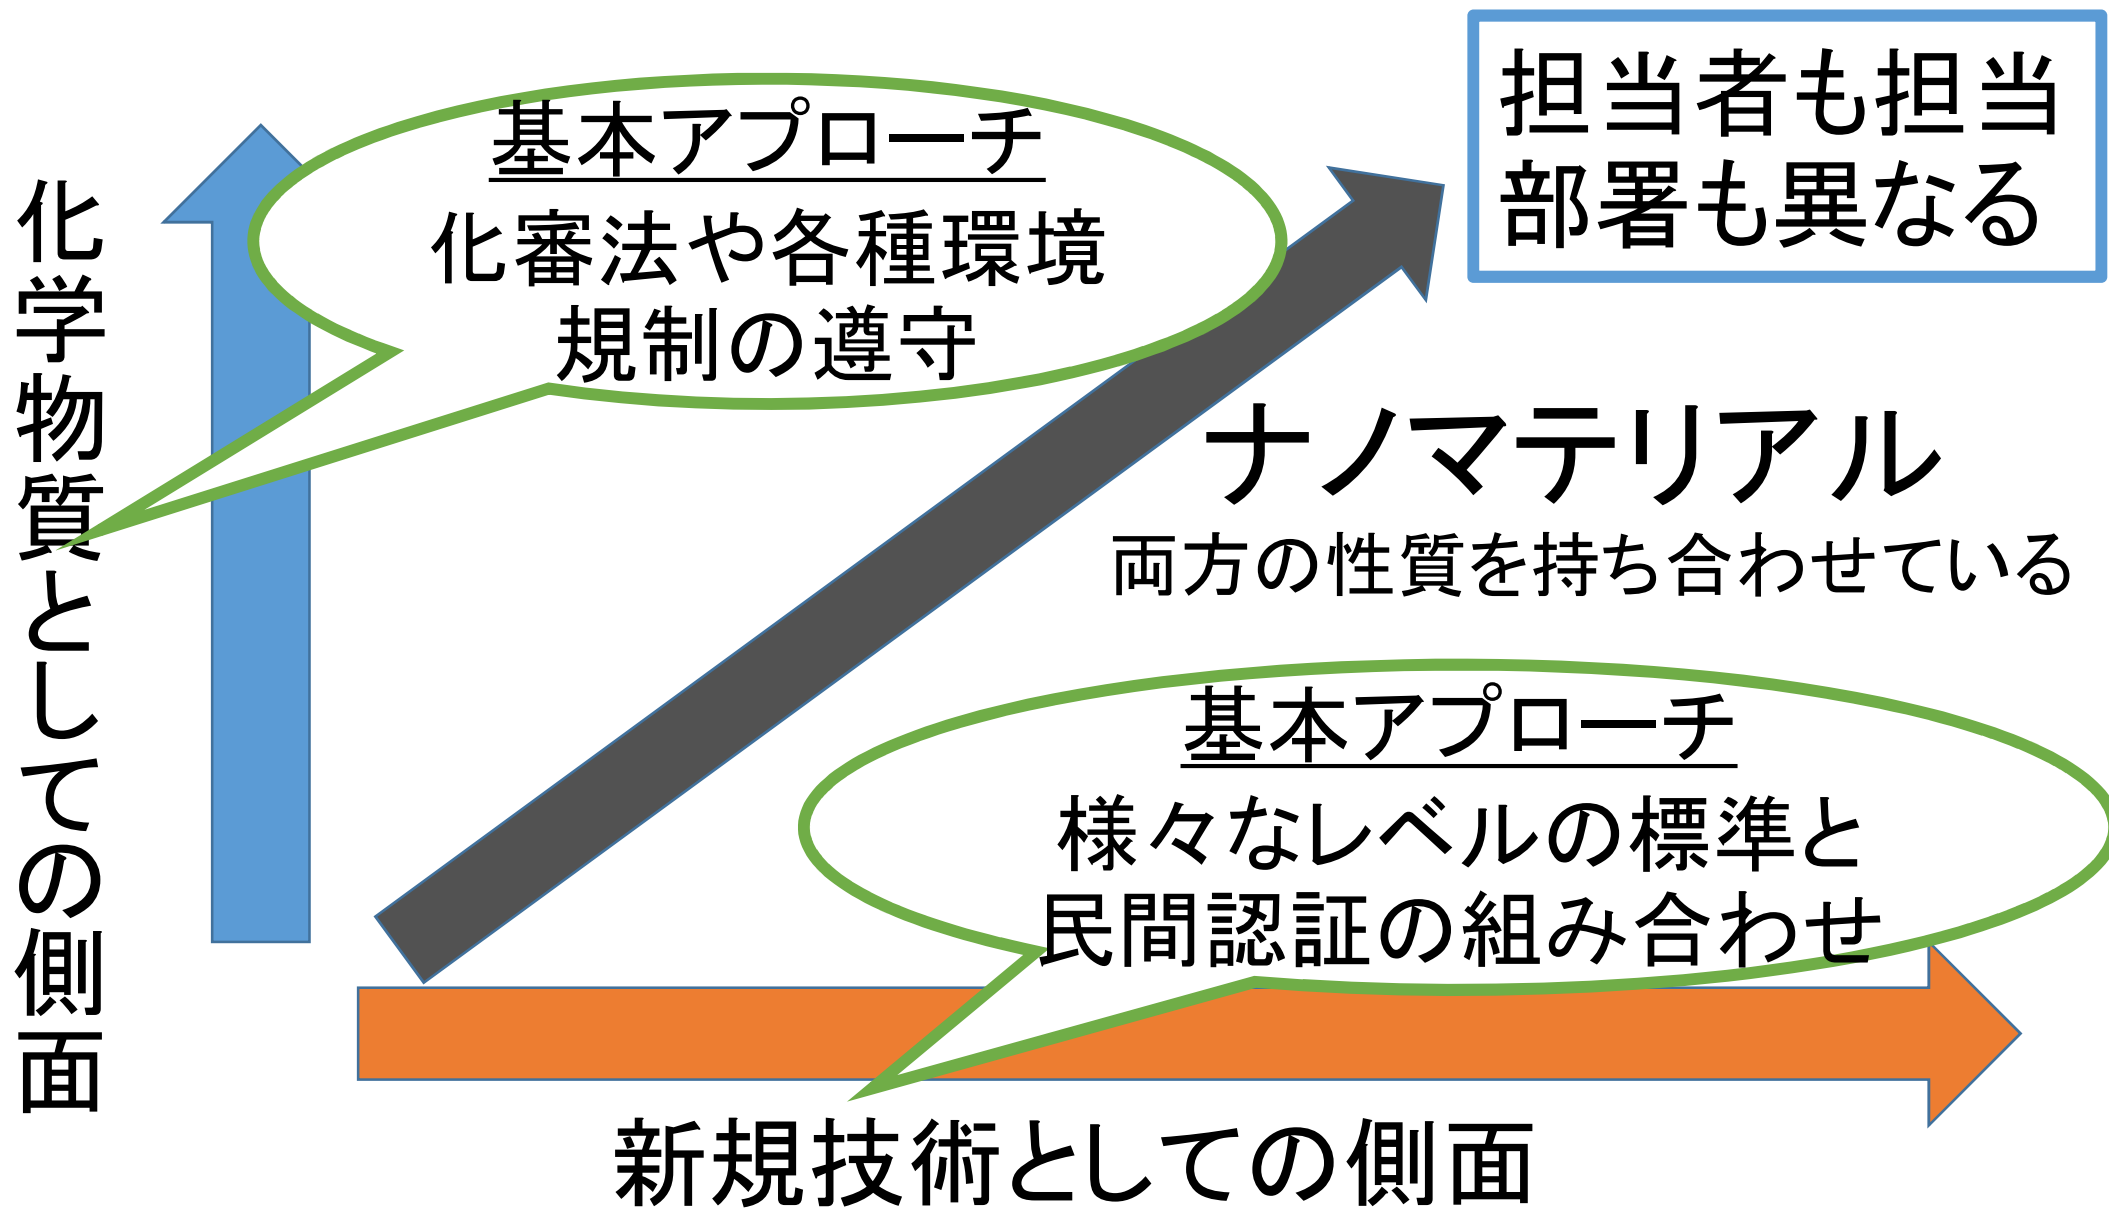 担当者も担当
部署も異なる
基本アプローチ
化審法や各種環境
規制の遵守
化学物質としての側面
ナノマテリアル
両方の性質を持ち合わせている
基本アプローチ
様々なレベルの標準と
民間認証の組み合わせ
新規技術としての側面